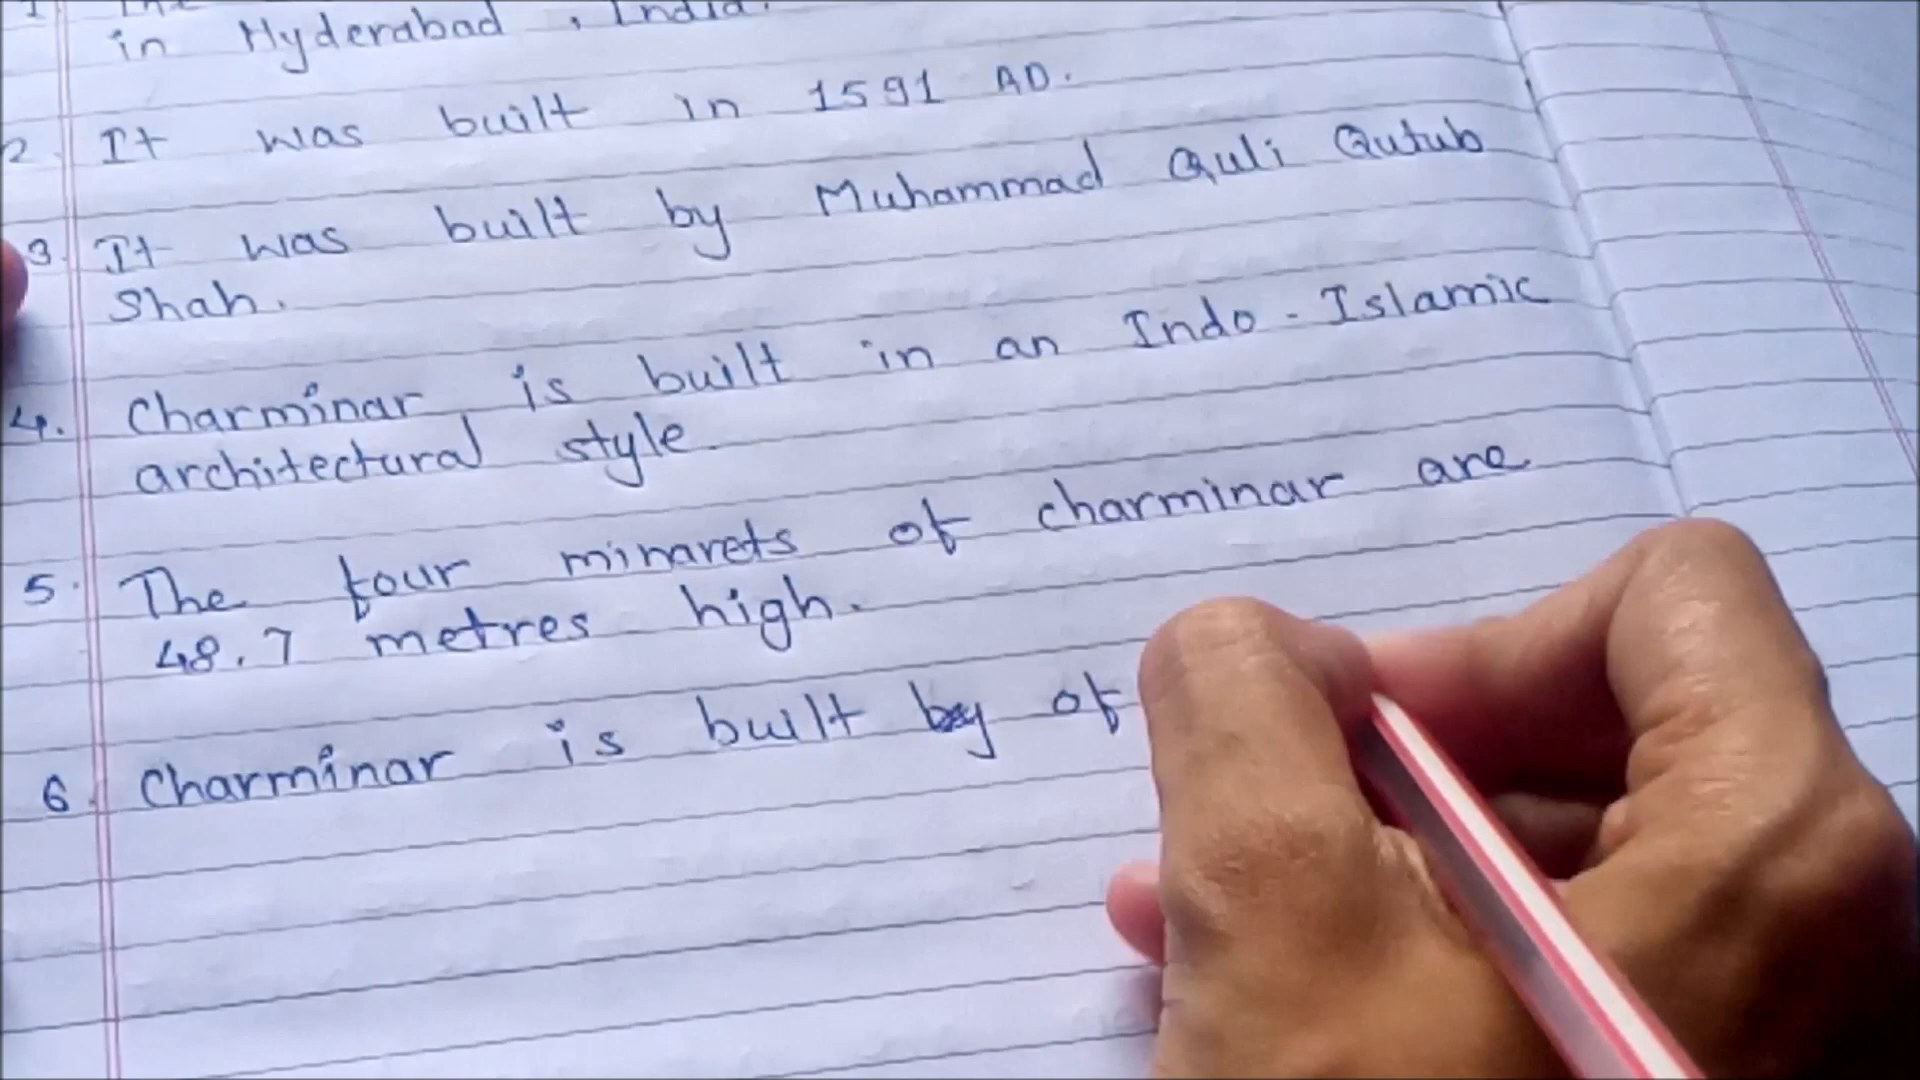 in Hyderabad, India.
2. It was built in 1591 AD.
3. It was built by Muhammad Quli Qutub
Shah.
4. Charminar is built in an Indo-Islamic
architectural style.
5. The four minarets of charminar are
48.7 metres high.
6. Charminar is built by of